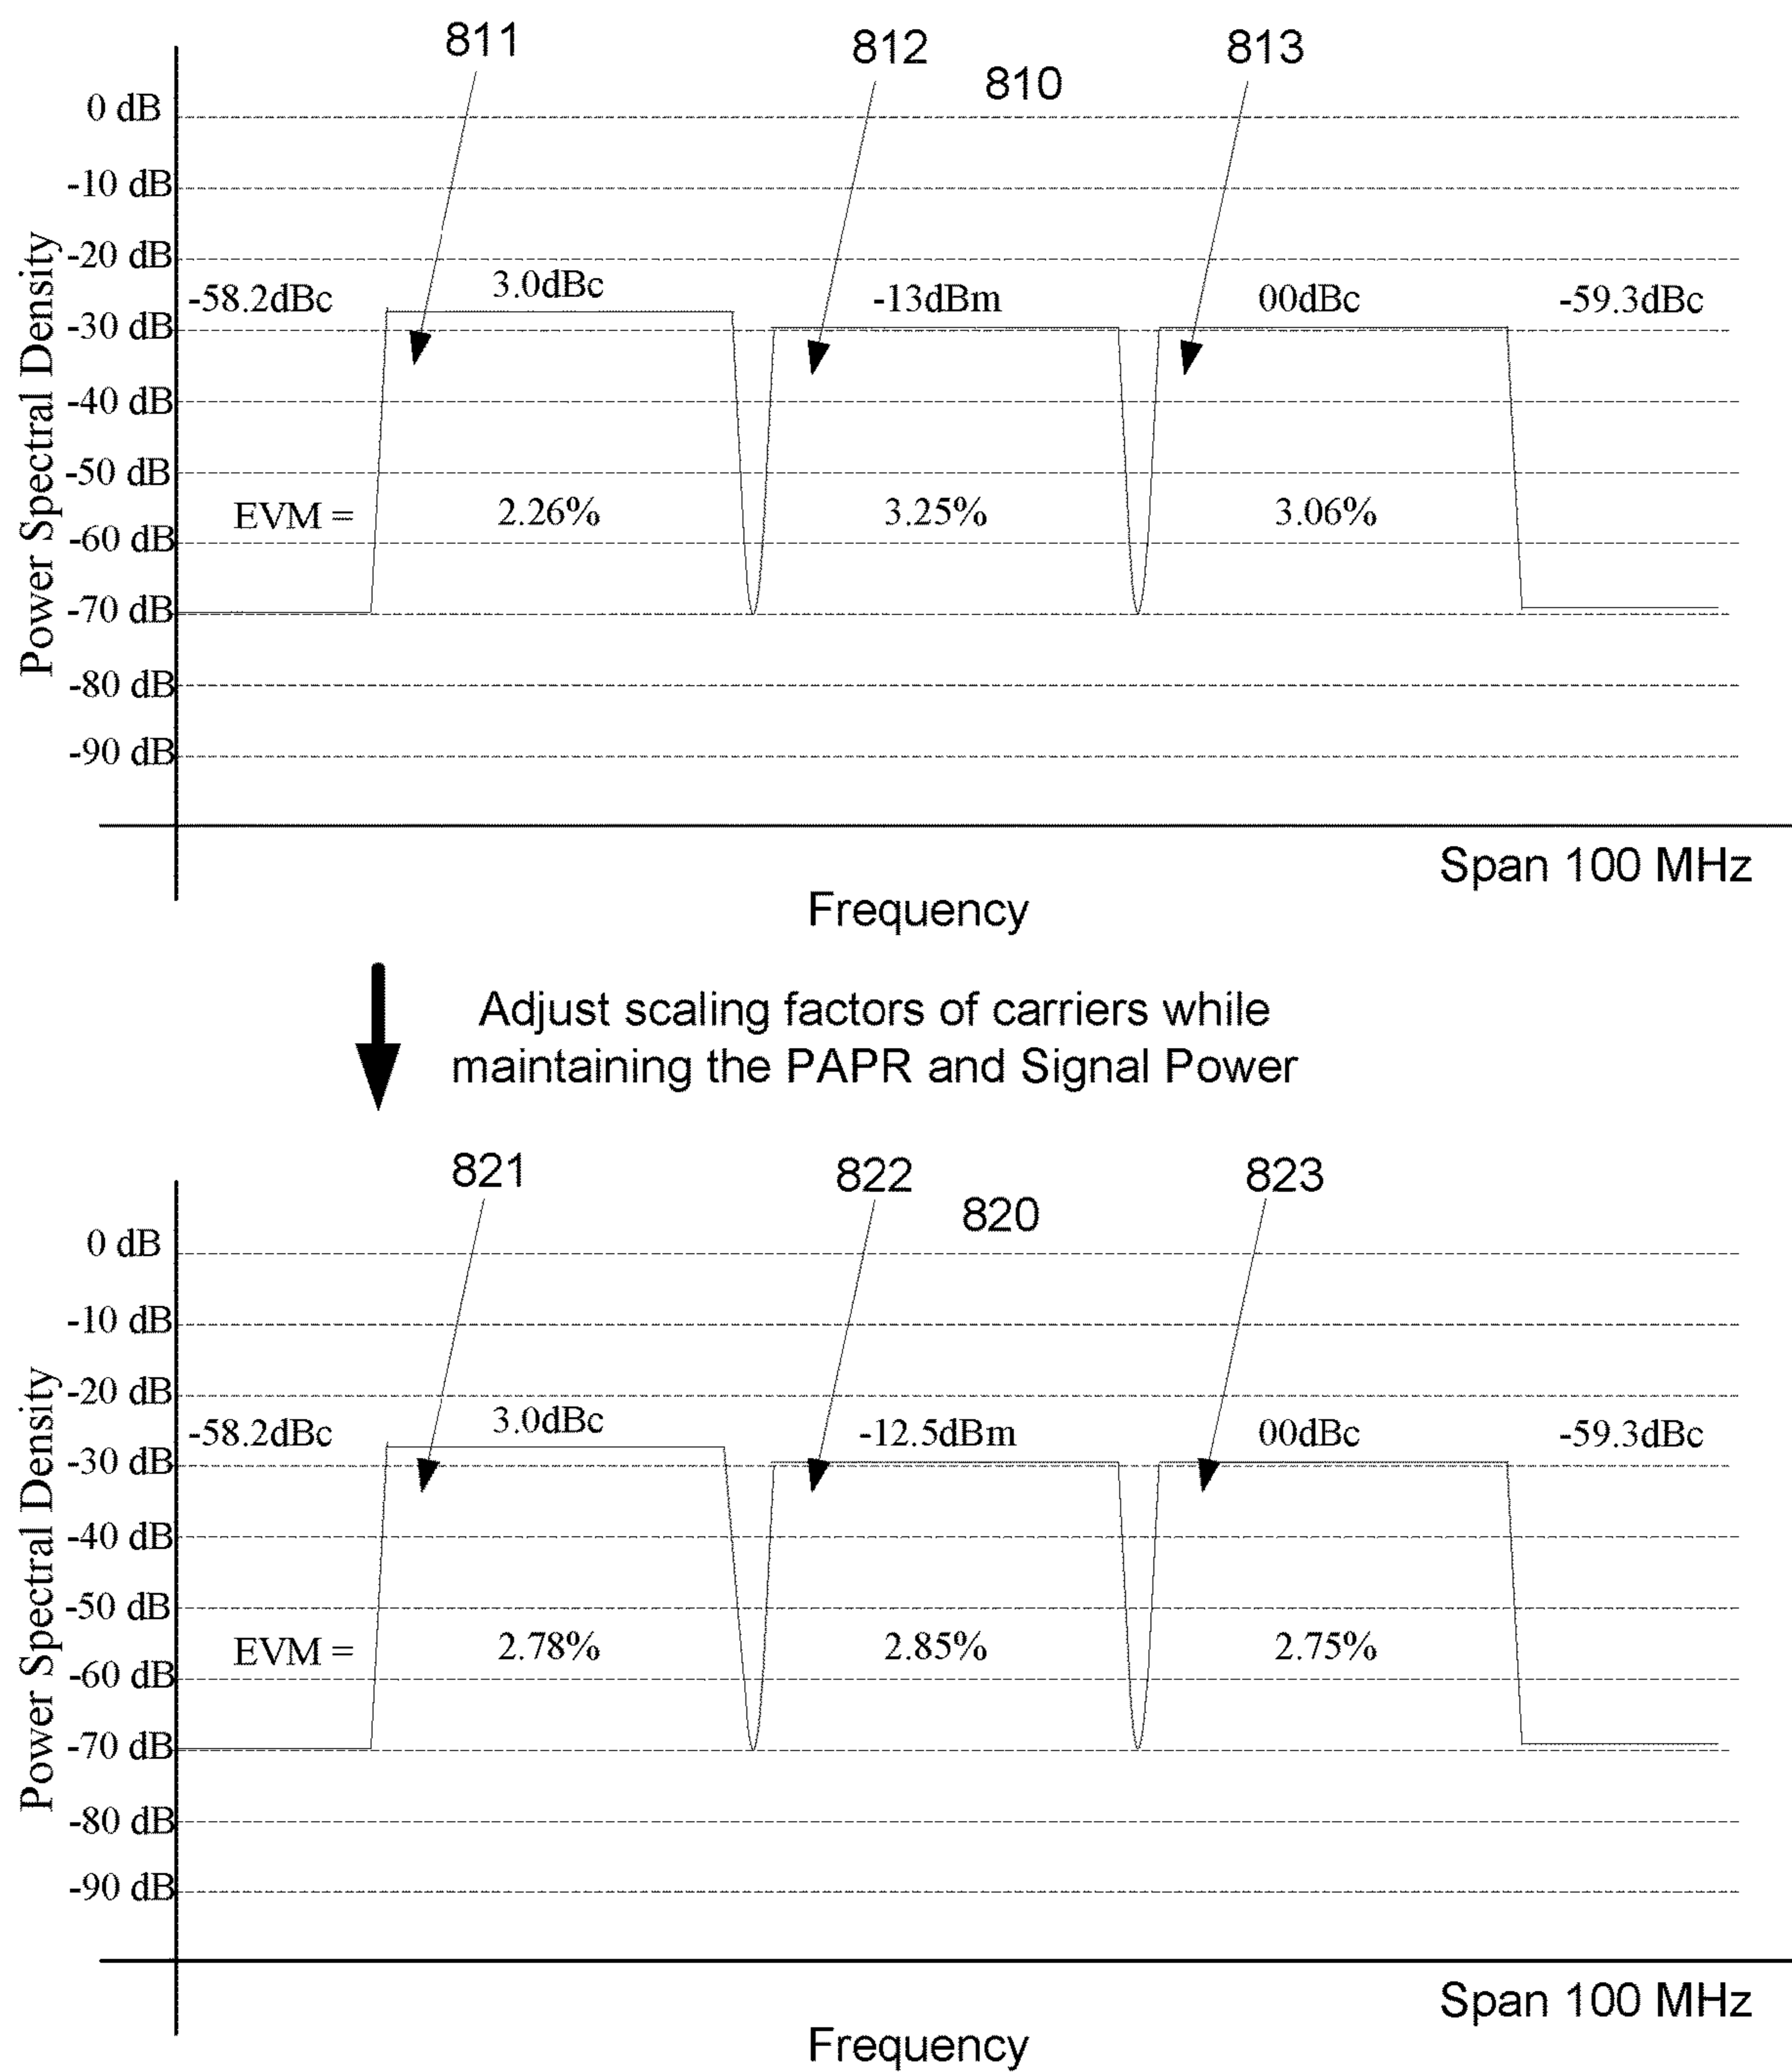 811
812
813
810
0 dB
-10 dB
-20 dB
-58.2dBc
3.0dBc
-13dBm
00dBc
-59.3dBc
-30 dB
-40 dB
-50 dB
EVM =
2.26%
3.25%
3.06%
-60 dB
-70 dB
-80 dB
-90 dB
Power Spectral Density
Span 100 MHz
Frequency
Adjust scaling factors of carriers while
maintaining the PAPR and Signal Power
821
822
823
820
0 dB
-10 dB
-20 dB
-58.2dBc
3.0dBc
-12.5dBm
00dBc
-59.3dBc
-30 dB
-40 dB
-50 dB
EVM =
2.78%
2.85%
2.75%
-60 dB
-70 dB
-80 dB
-90 dB
Power Spectral Density
Span 100 MHz
Frequency